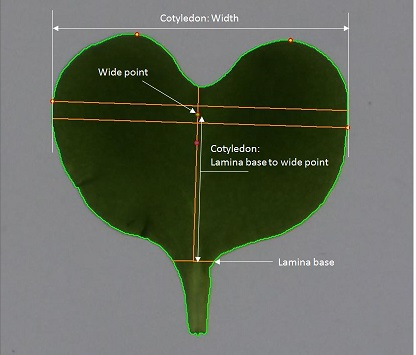 Cotyledon: Width
Wide point
Cotyledon:
Lamina base to wide point
Lamina base